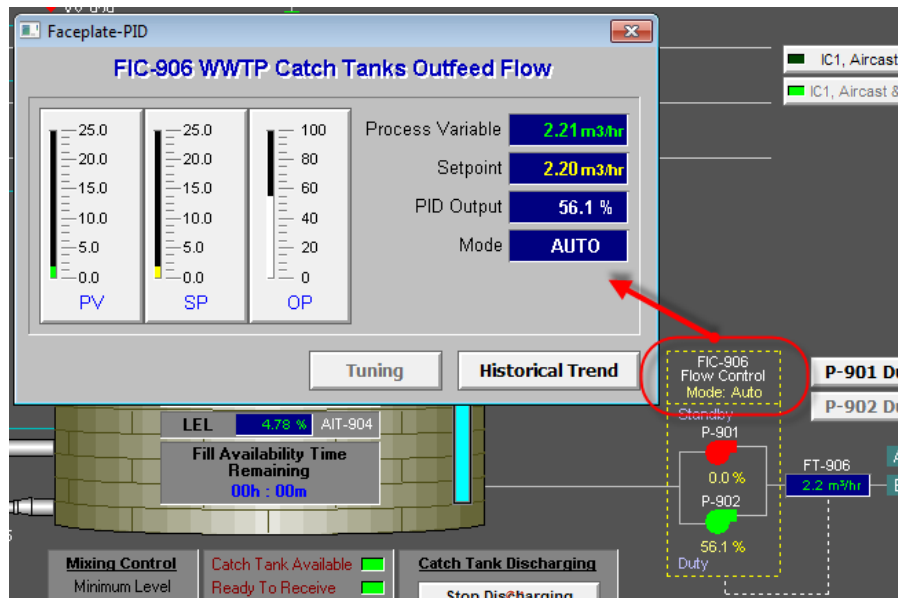 Faceplate-PID
FIC-906 WWTP Catch Tanks Outfeed Flow
25.0
20.0
15.0
10.0
5.0
0.0
PV
25.0
20.0
15.0
10.0
5.0
0.0
SP
100
80
60
40
20
0
OP
Process Variable 2.21 m3/hr
Setpoint 2.20 m3/hr
PID Output 56.1 %
Mode AUTO
Tuning
Historical Trend
IC1, Aircast
IC1, Aircast &
FIC-906
Flow Control
Mode: Auto
Standby
P-901
0.0 %
P-902
56.1 %
Duty
P-901 Du
P-902 Du
FT-906
2.2 m³/hr
LEL 4.78 % AIT-904
Fill Availability Time
Remaining
00h : 00m
Mixing Control
Minimum Level
Catch Tank Available
Ready To Receive
Catch Tank Discharging
Stop Discharging